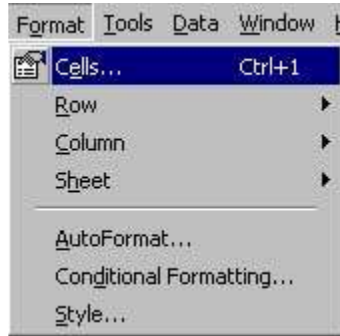 Format Tools Data Window
Cells... Ctrl+1
Row
Column
Sheet
AutoFormat...
Conditional Formatting...
Style...